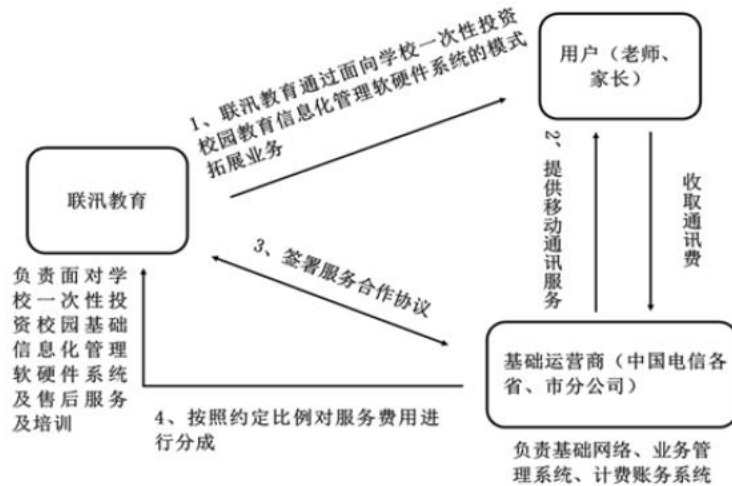 1、联汛教育通过面向学校一次性投资
校园教育信息化管理软硬件系统的模式
拓展业务
用户（老师、
家长）
联汛教育
2、提供移动通讯服务
收取通讯费
3、签署服务合作协议
负责面对学
校一次性投
资校园基础
信息化管理
软硬件系统
及售后服务
及培训
基础运营商（中国电信各
省、市分公司）
4、按照约定比例对服务费用进
行分成
负责基础网络、业务管
理系统、计费账务系统